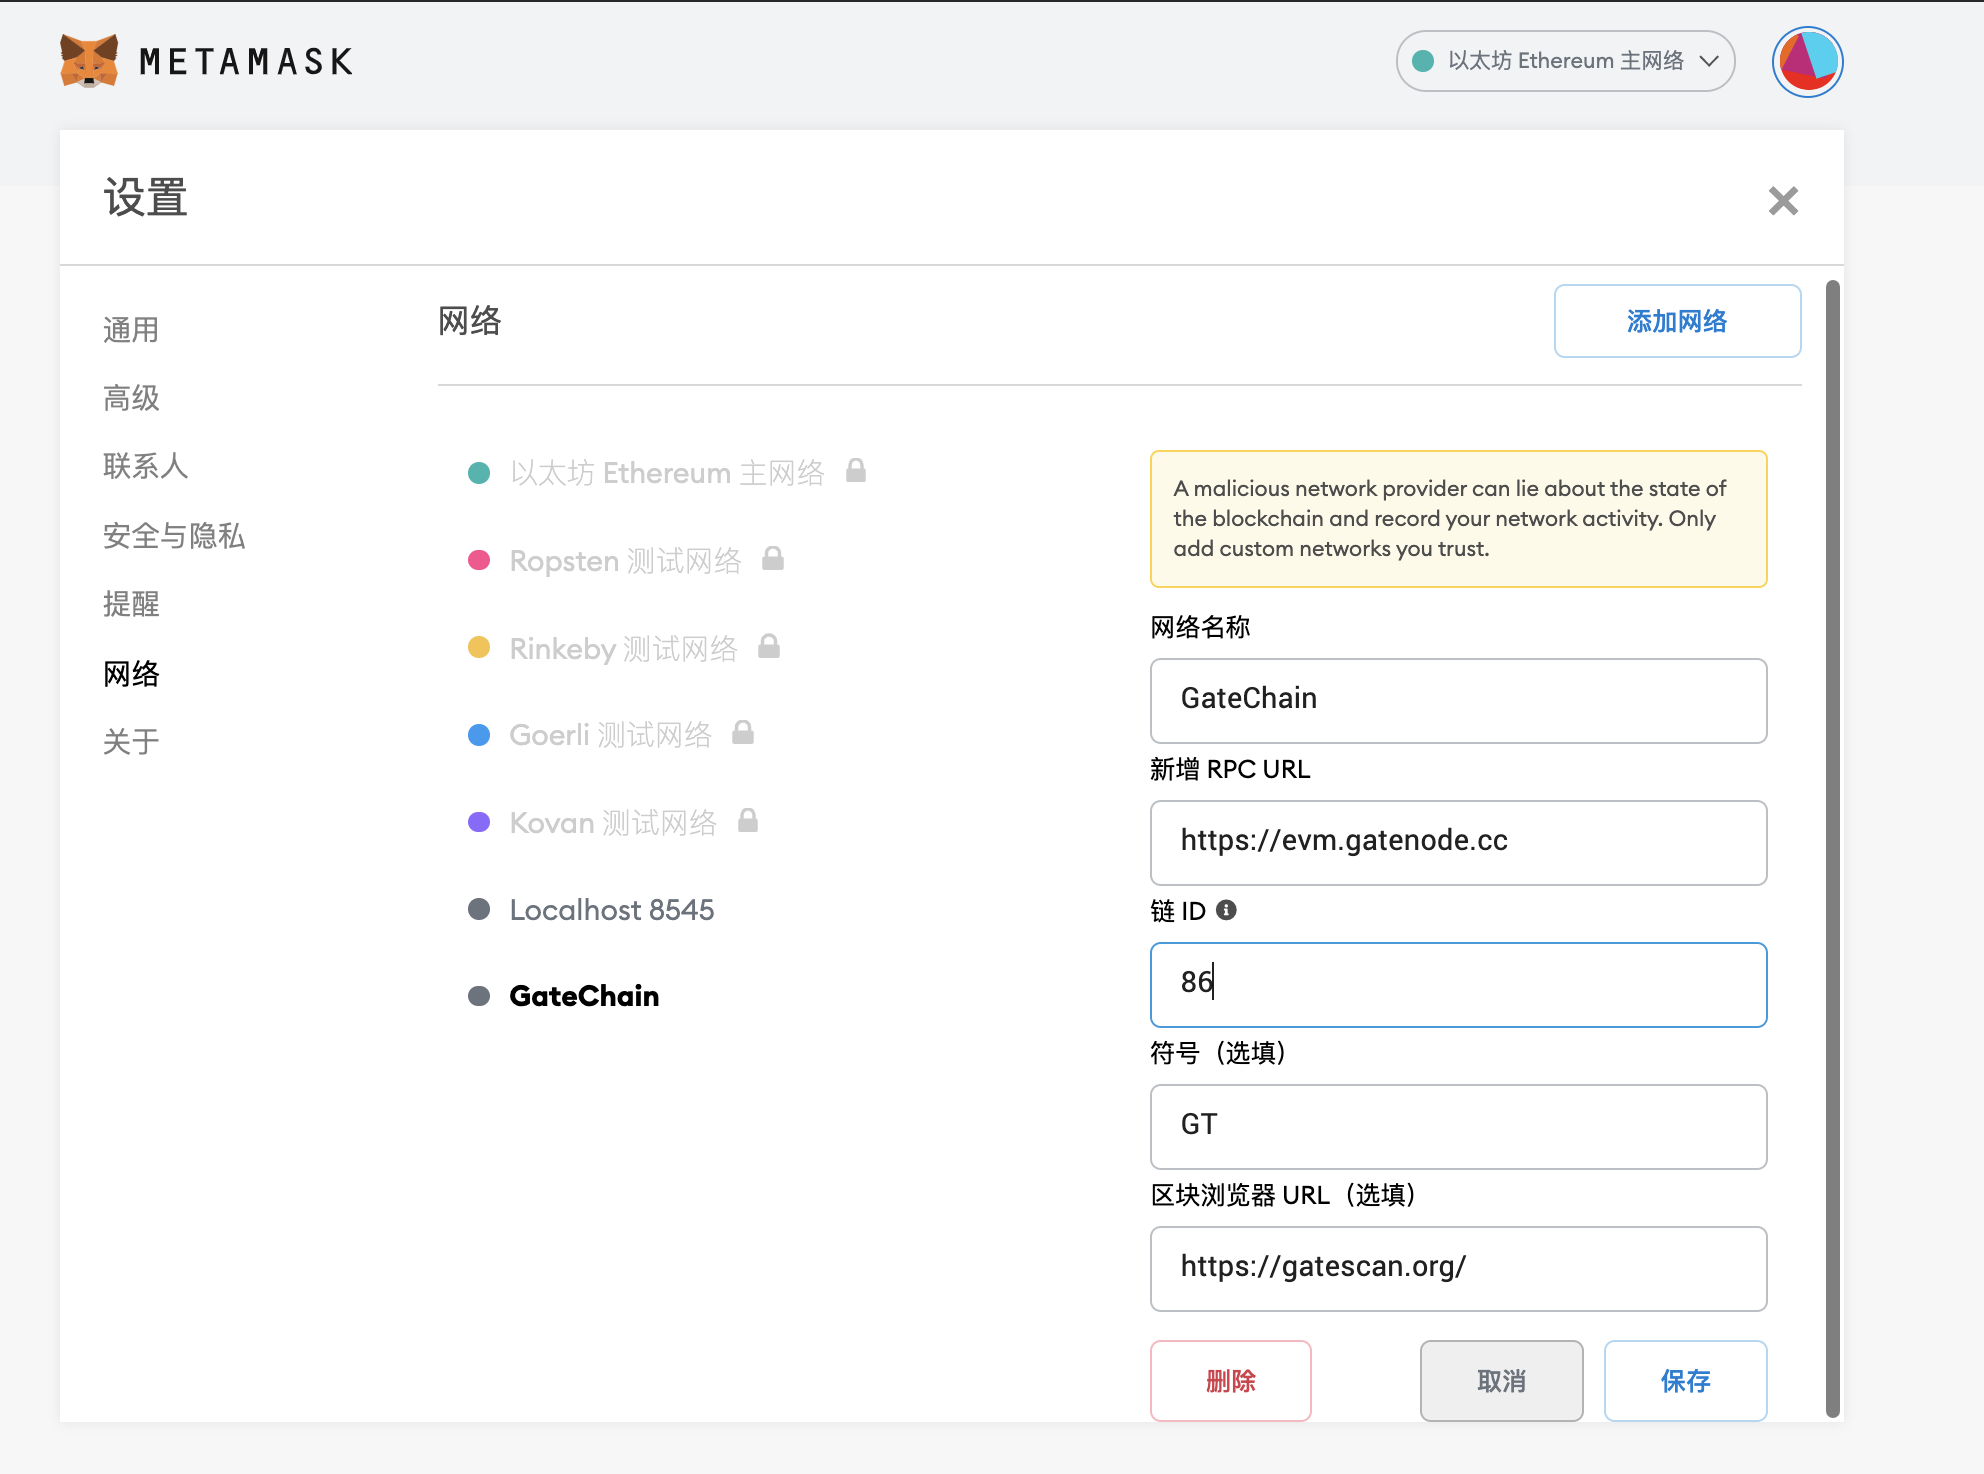 METAMASK
以太坊 Ethereum 主网络
设置
通用
高级
联系人
安全与隐私
提醒
网络
关于
网络
添加网络
以太坊 Ethereum 主网络
Ropsten 测试网络
Rinkeby 测试网络
Goerli 测试网络
Kovan 测试网络
Localhost 8545
GateChain
A malicious network provider can lie about the state of
the blockchain and record your network activity. Only
add custom networks you trust.
网络名称
GateChain
新增 RPC URL
https://evm.gatenode.cc
链 ID
86
符号（选填）
GT
区块浏览器 URL（选填）
https://gatescan.org/
删除
取消
保存